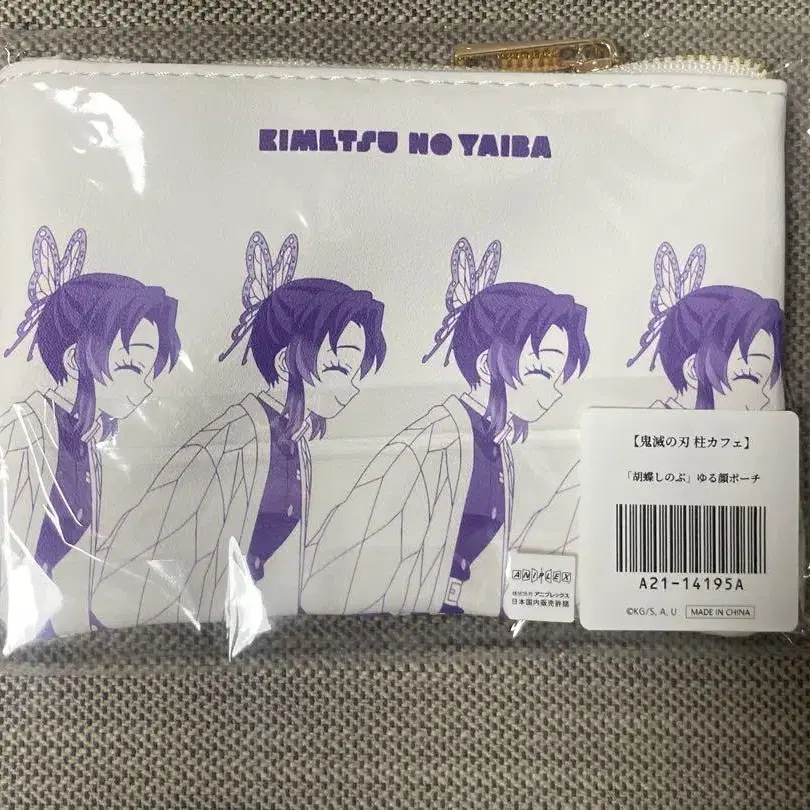 KIMETSU NO YAIBA
【鬼滅の刃 柱カフェ】
「胡蝶しのぶ」ゆる顔ポーチ
A21-14195A
©KG/S, A, U MADE IN CHINA
ANIPLEX
株式会社 アニプレックス
日本国内販売許諾